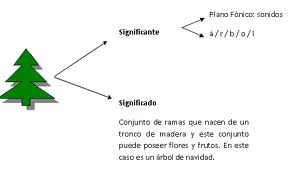 Plano Fónico: sonidos
Significante
á / r / b / o / l
Significado
Conjunto de ramas que nacen de un
tronco de madera y este conjunto
puede poseer flores y frutos. En este
caso es un árbol de navidad.